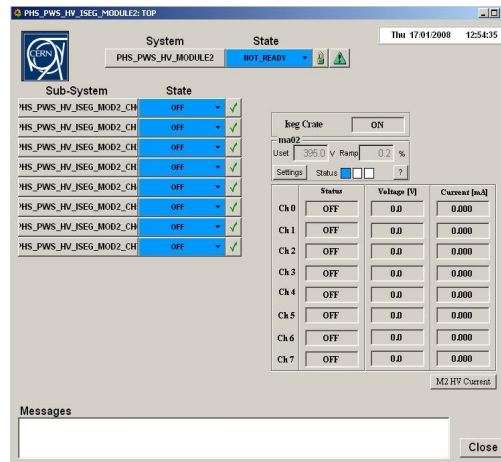 PHS_PWS_HV_ISEG_MODULE2: TOP
CERN
System State
PHS_PWS_HV_MODULE2 NOT_READY
Thu 17/01/2008 12:54:35
Sub-System State
PHS_PWS_HV_ISEG_MOD2_CH OFF
PHS_PWS_HV_ISEG_MOD2_CH OFF
PHS_PWS_HV_ISEG_MOD2_CH OFF
PHS_PWS_HV_ISEG_MOD2_CH OFF
PHS_PWS_HV_ISEG_MOD2_CH OFF
PHS_PWS_HV_ISEG_MOD2_CH OFF
PHS_PWS_HV_ISEG_MOD2_CH OFF
PHS_PWS_HV_ISEG_MOD2_CH OFF
Iseg Crate ON
ma02
Uset 395.0 V Ramp 0.2 %
Settings Status ?
Status Voltage [V] Current [mA]
Ch 0 OFF 0.0 0.000
Ch 1 OFF 0.0 0.000
Ch 2 OFF 0.0 0.000
Ch 3 OFF 0.0 0.000
Ch 4 OFF 0.0 0.000
Ch 5 OFF 0.0 0.000
Ch 6 OFF 0.0 0.000
Ch 7 OFF 0.0 0.000
M2 HV Current
Messages
Close